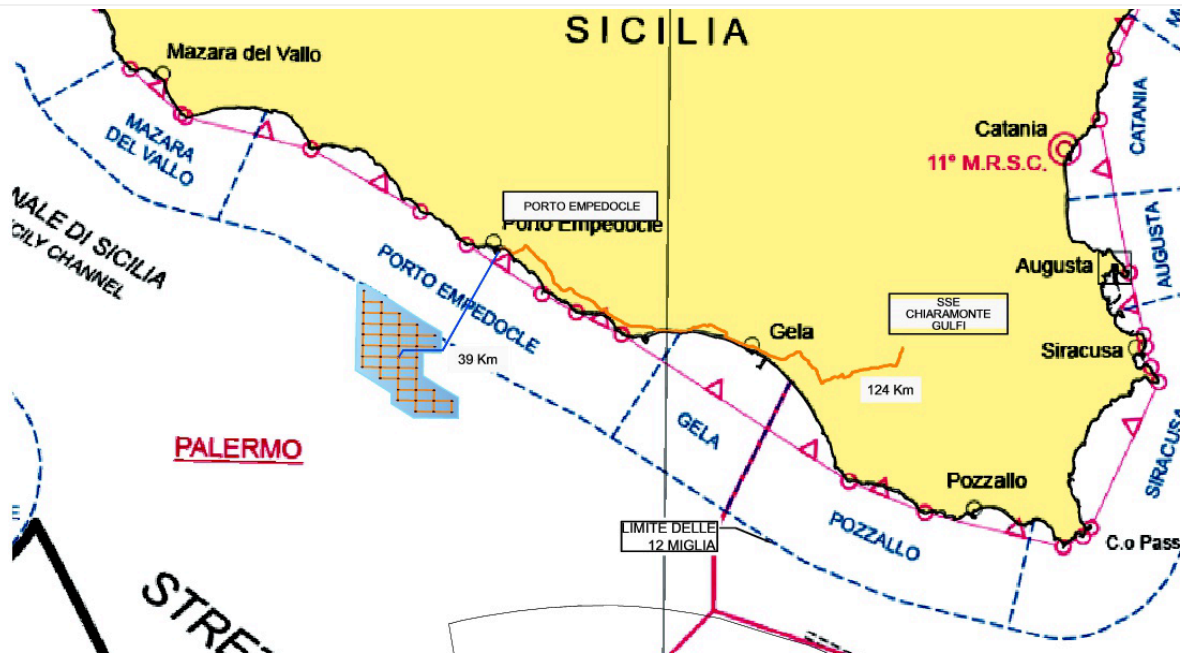 SICILIA
Mazara del Vallo
MAZARA
DEL VALLO
Catania
11° M.R.S.C.
CATANIA
PORTO EMPEDOCLE
Porto Empedocle
NALE DI SICILIA
CILY CHANNEL
PORTO EMPEDOCLE
AUGUSTA
Augusta
SSE
CHIARAMONTE
GULFI
Gela
Siracusa
39 Km
124 Km
GELA
PALERMO
SIRACUSA
Pozzallo
LIMITE DELLE
12 MIGLIA
POZZALLO
C.o Pass
STRE